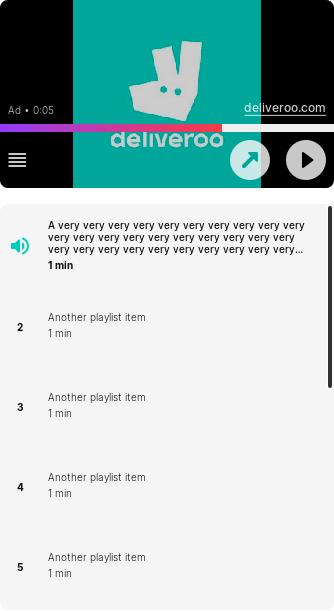 Ad • 0:05
deliveroo.com
deliveroo
A very very very very very very very very very very
very very very very very very very very very very
very very very very very very very very very very...
1 min
2
Another playlist item
1 min
3
Another playlist item
1 min
4
Another playlist item
1 min
5
Another playlist item
1 min